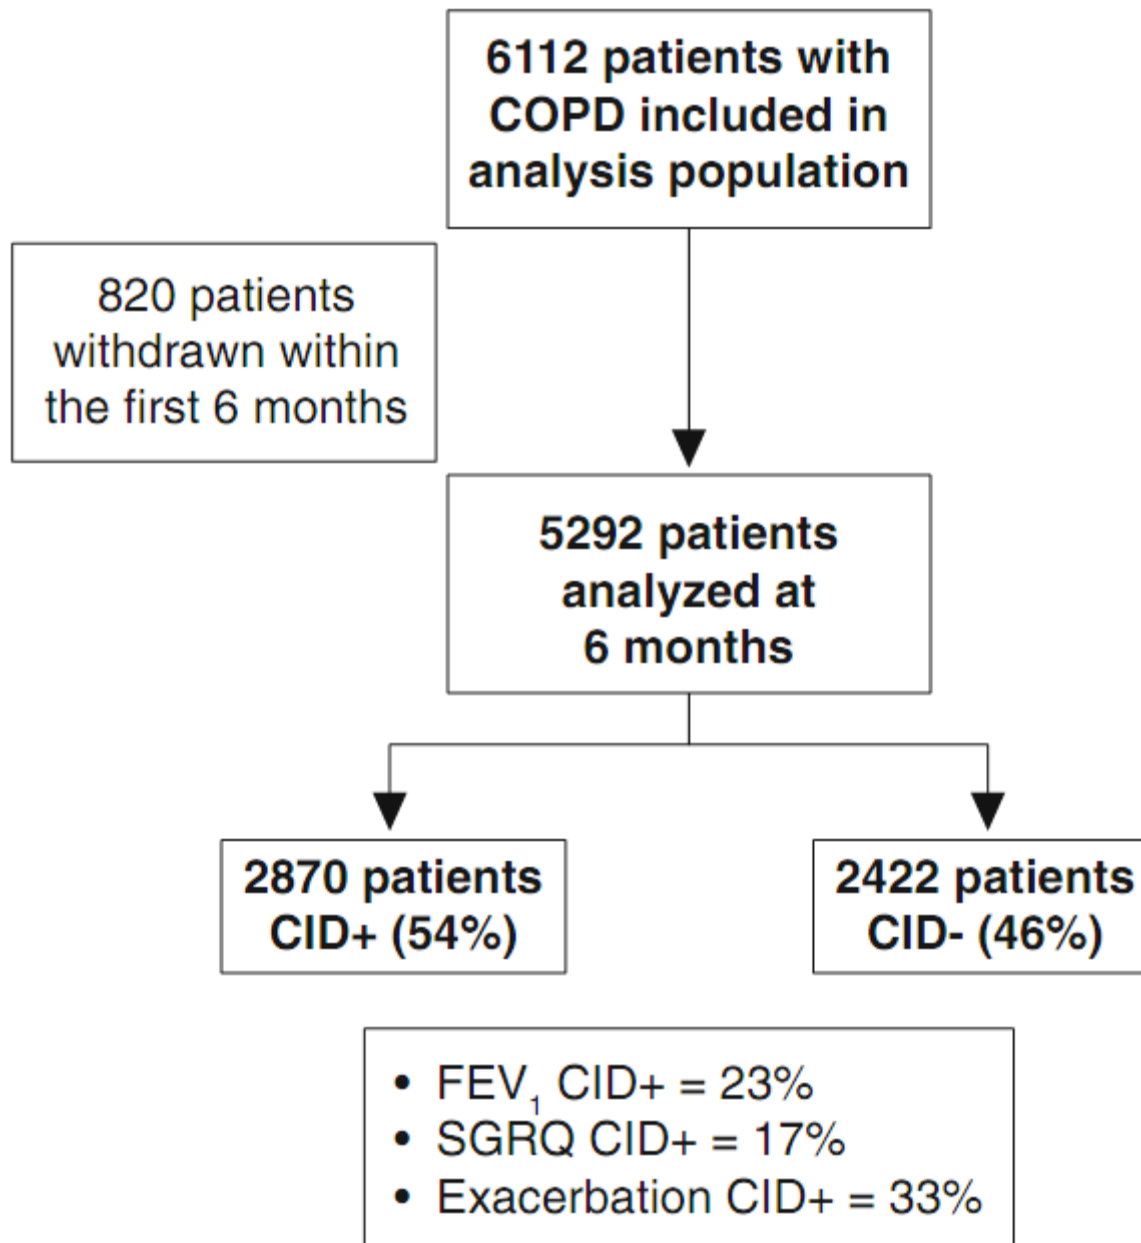 6112 patients with
COPD included in
analysis population
820 patients
withdrawn within
the first 6 months
5292 patients
analyzed at
6 months
2870 patients
CID+ (54%)
2422 patients
CID- (46%)
• FEV₁ CID+ = 23%
• SGRQ CID+ = 17%
• Exacerbation CID+ = 33%